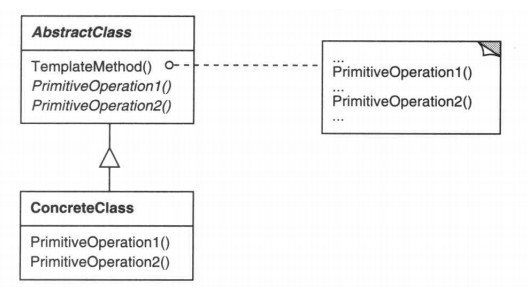 AbstractClass
TemplateMethod()
PrimitiveOperation1()
PrimitiveOperation2()
...
PrimitiveOperation1()
...
PrimitiveOperation2()
...
ConcreteClass
PrimitiveOperation1()
PrimitiveOperation2()